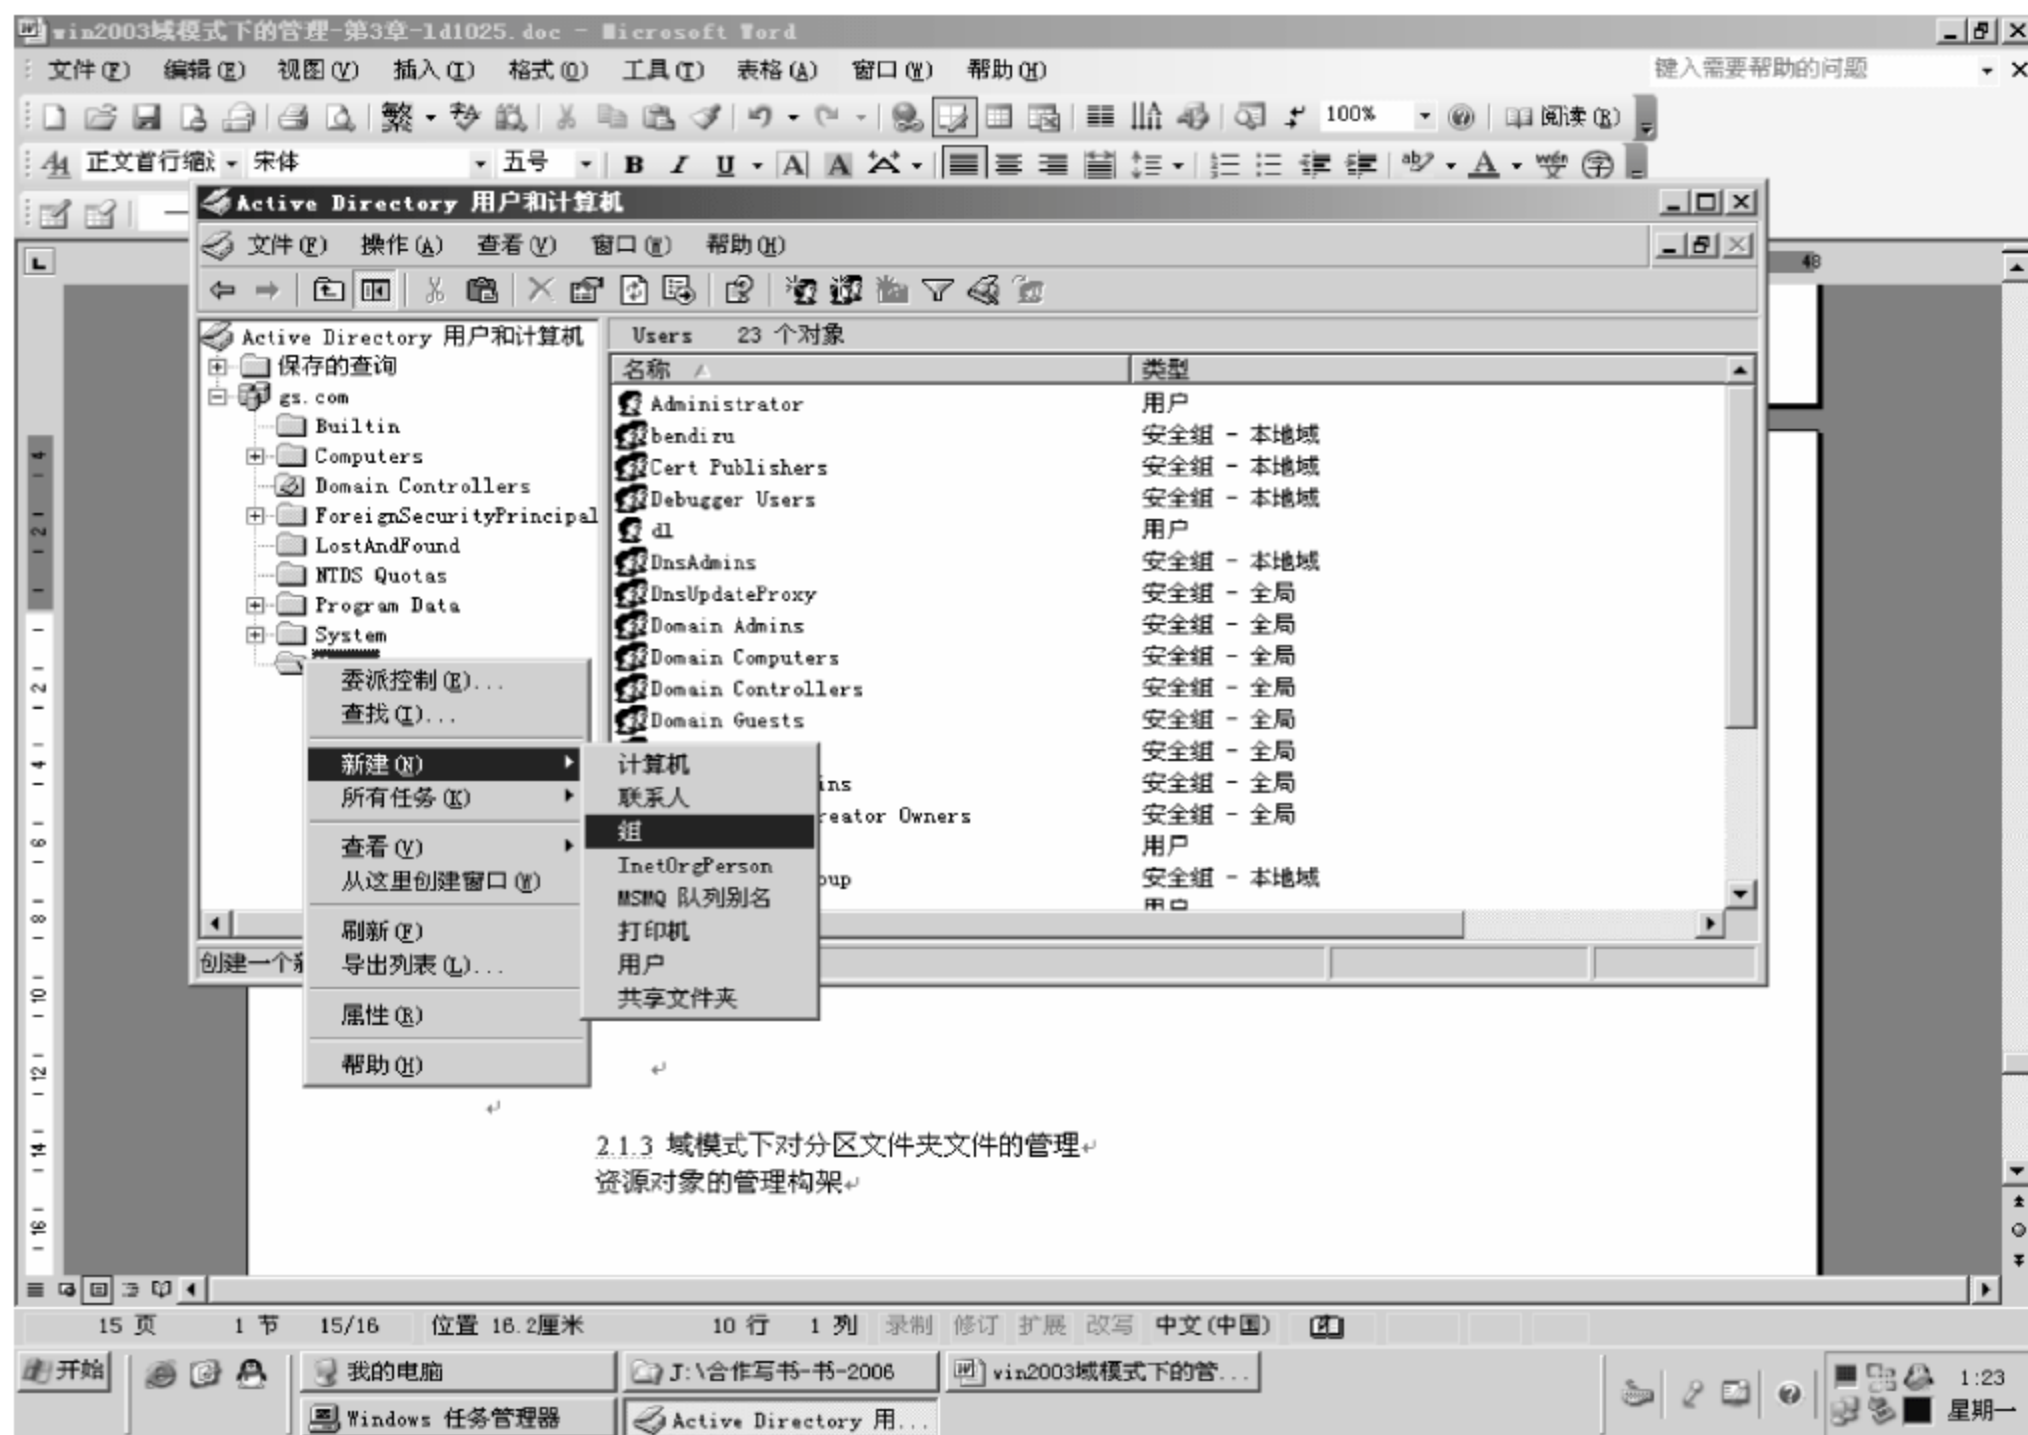 win2003域模式下的管理-第3章-ld1025.doc - Microsoft Word
文件(F) 编辑(E) 视图(V) 插入(I) 格式(O) 工具(T) 表格(A) 窗口(W) 帮助(H) 键入需要帮助的问题
繁 100% 阅读(R)
正文首行缩 宋体 五号 B I U A A A
Active Directory 用户和计算机
文件(F) 操作(A) 查看(V) 窗口(W) 帮助(H)
48
Active Directory 用户和计算机
保存的查询
gs.com
Builtin
Computers
Domain Controllers
ForeignSecurityPrincipal
LostAndFound
NTDS Quotas
Program Data
System
Users 23 个对象
名称 类型
Administrator 用户
bendizu 安全组 - 本地域
Cert Publishers 安全组 - 本地域
Debugger Users 安全组 - 本地域
dl 用户
DnsAdmins 安全组 - 本地域
DnsUpdateProxy 安全组 - 全局
Domain Admins 安全组 - 全局
Domain Computers 安全组 - 全局
Domain Controllers 安全组 - 全局
Domain Guests 安全组 - 全局
安全组 - 全局
ins 安全组 - 全局
reator Owners 安全组 - 全局
用户
oup 安全组 - 本地域
委派控制(E)...
查找(I)...
新建(N)
所有任务(K)
查看(V)
从这里创建窗口(W)
刷新(F)
导出列表(L)...
属性(R)
帮助(H)
计算机
联系人
组
InetOrgPerson
MSMQ 队列别名
打印机
用户
共享文件夹
创建一个新
2.1.3 域模式下对分区文件夹文件的管理
资源对象的管理构架
15 页 1 节 15/16 位置 16.2厘米 10 行 1 列 录制 修订 扩展 改写 中文(中国)
开始 我的电脑 J:\合作写书-书-2006 win2003域模式下的管... 1:23
Windows 任务管理器 Active Directory 用... 星期一